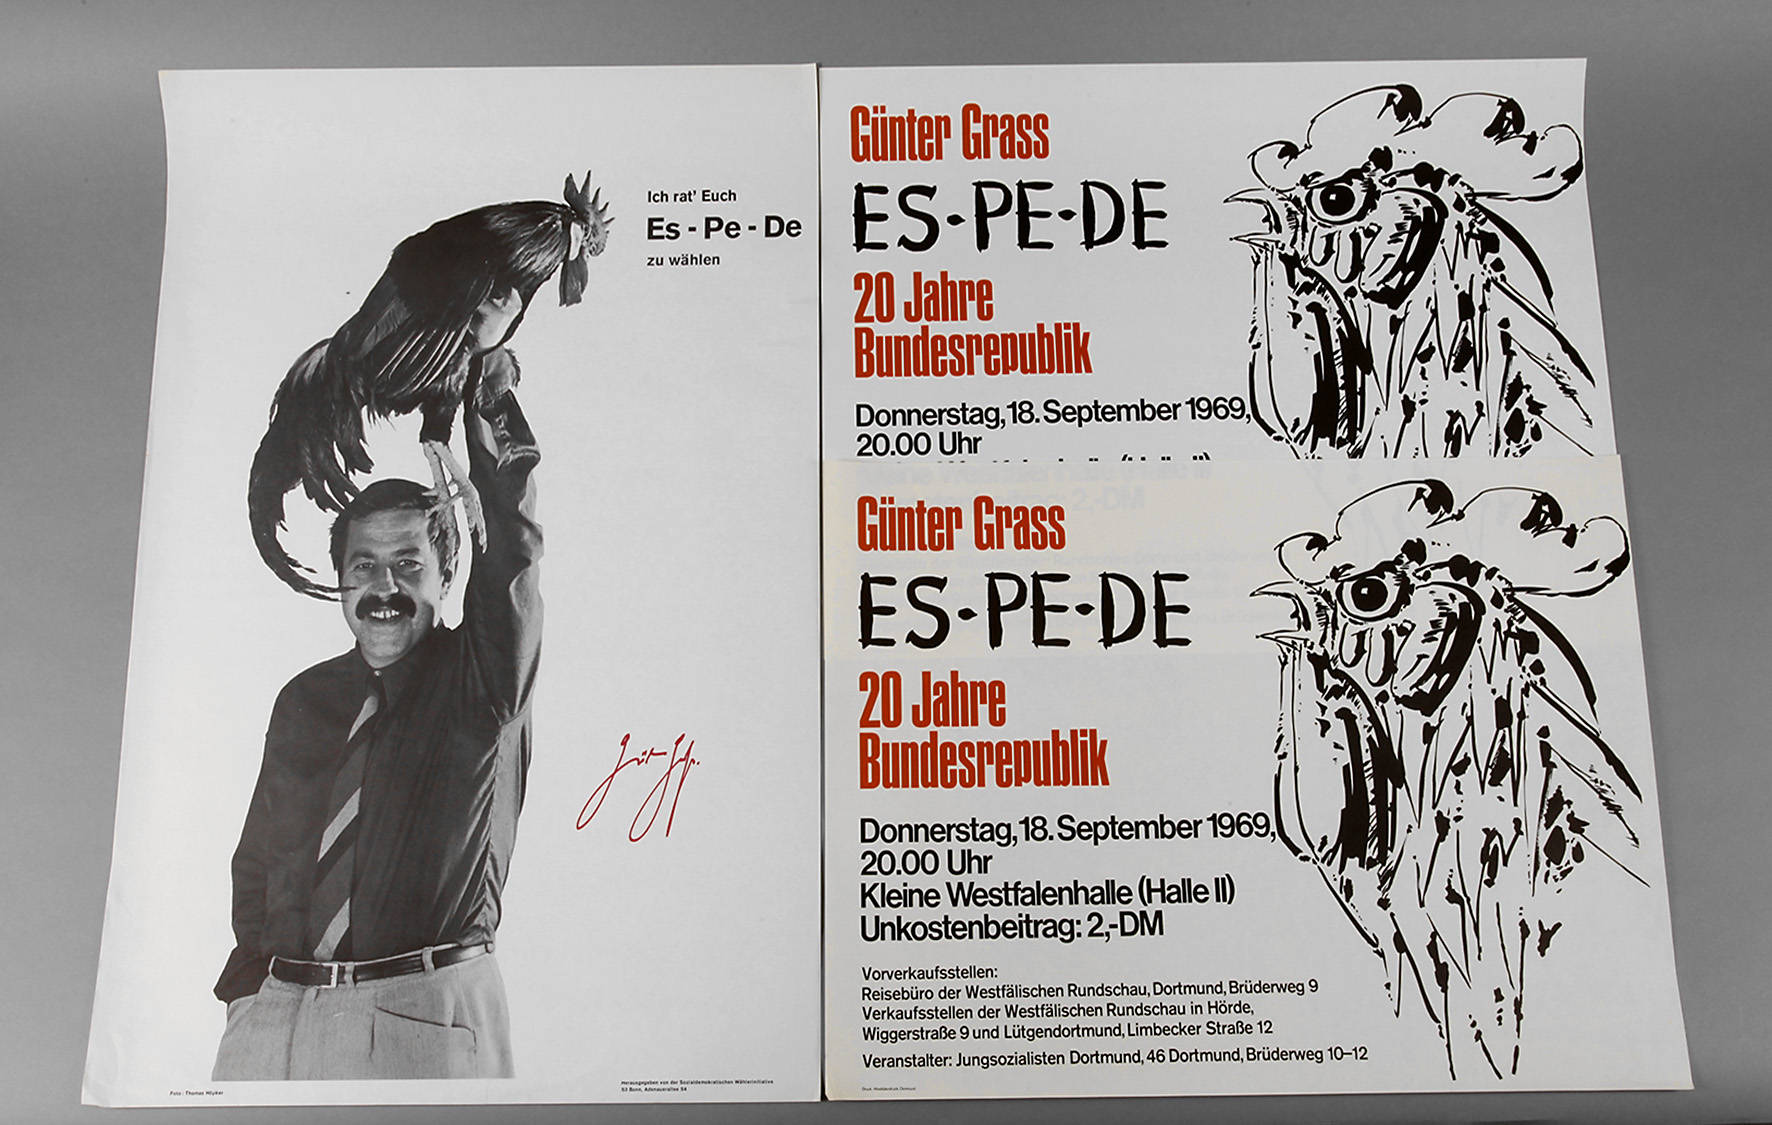 Ich rat' Euch
Es - Pe - De
zu wählen
Foto: Thomas Höpker
Herausgegeben von der Sozialdemokratischen Wählerinitiative
53 Bonn, Adenauerallee 54
Günter Grass
ES-PE-DE
20 Jahre
Bundesrepublik
Donnerstag, 18. September 1969,
20.00 Uhr
Günter Grass
ES-PE-DE
20 Jahre
Bundesrepublik
Donnerstag, 18. September 1969,
20.00 Uhr
Kleine Westfalenhalle (Halle II)
Unkostenbeitrag: 2,-DM
Vorverkaufsstellen:
Reisebüro der Westfälischen Rundschau, Dortmund, Brüderweg 9
Verkaufsstellen der Westfälischen Rundschau in Hörde,
Wiggerstraße 9 und Lütgendortmund, Limbecker Straße 12
Veranstalter: Jungsozialisten Dortmund, 46 Dortmund, Brüderweg 10–12